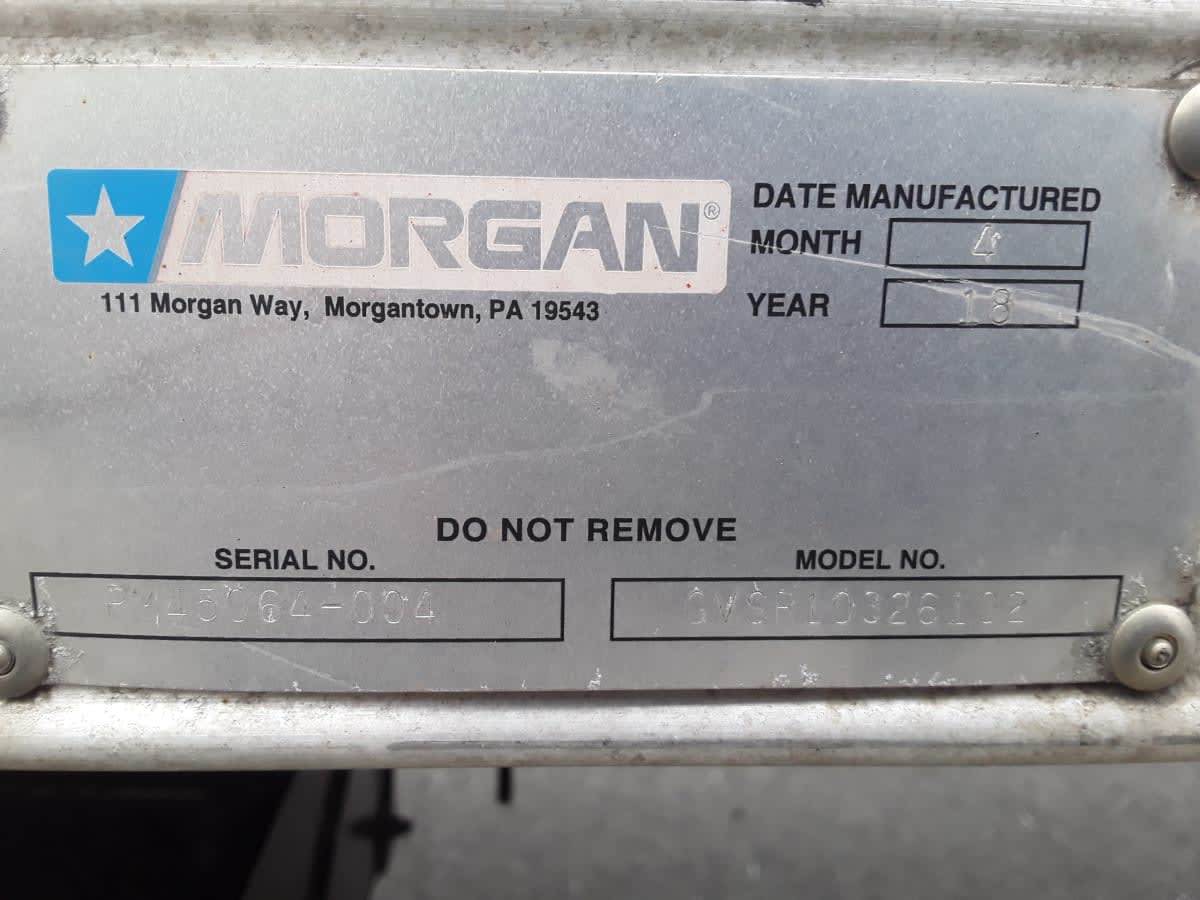 MORGAN®
111 Morgan Way, Morgantown, PA 19543
DATE MANUFACTURED
MONTH 4
YEAR 18
DO NOT REMOVE
SERIAL NO.
MODEL NO.
GVSR10326102